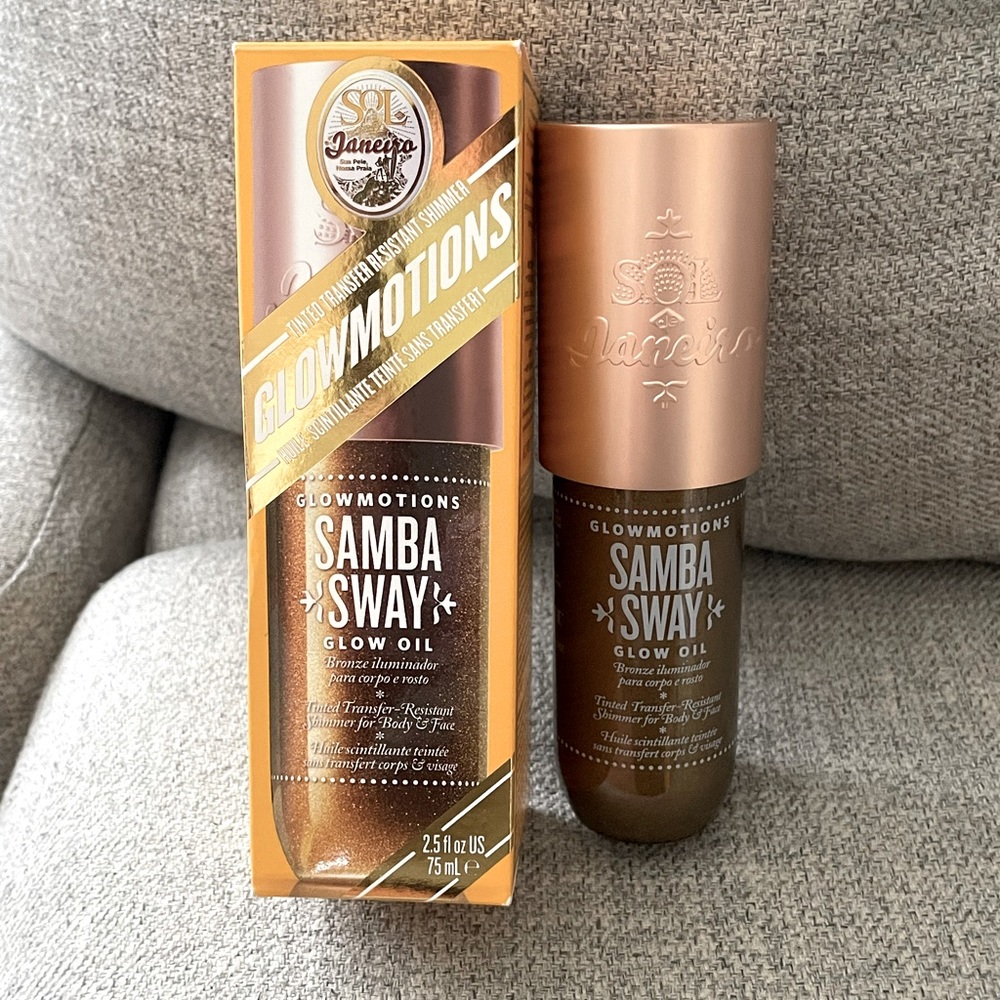 SOL
de
Janeiro
Sua Pele,
Nossa Praia
TINTED TRANSFER RESISTANT SHIMMER
GLOWMOTIONS
HUILE SCINTILLANTE TEINTE SANS TRANSFERT
GLOWMOTIONS
SAMBA
SWAY
GLOW OIL
Bronze iluminador
para corpo e rosto
*
Tinted Transfer-Resistant
Shimmer for Body & Face
*
Huile scintillante teintée
sans transfert corps & visage
2.5 fl oz US
75 mL ℮
SOL
de
Janeiro
GLOWMOTIONS
SAMBA
SWAY
GLOW OIL
Bronze iluminador
para corpo e rosto
*
Tinted Transfer-Resistant
Shimmer for Body & Face
*
Huile scintillante teintée
sans transfert corps & visage